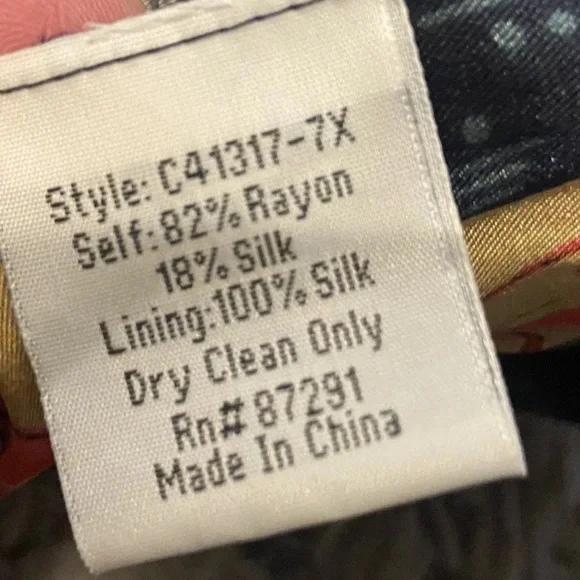 Style: C41317-7X
Self: 82% Rayon
18% Silk
Lining:100% Silk
Dry Clean Only
Rn# 87291
Made In China